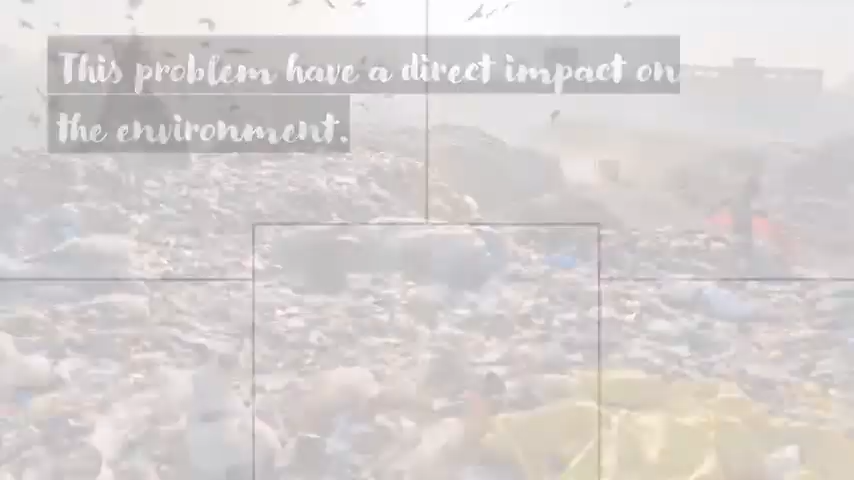 This problem have a direct impact on
the environment.